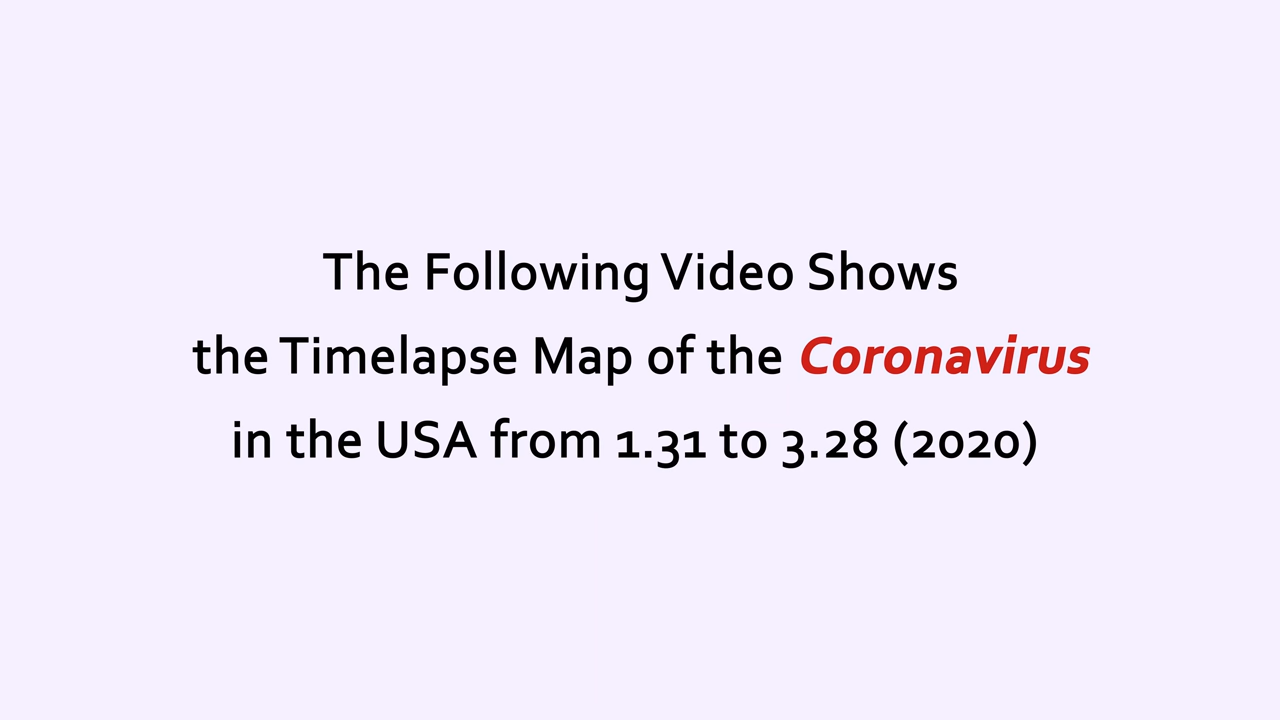 The Following Video Shows
the Timelapse Map of the Coronavirus
in the USA from 1.31 to 3.28 (2020)